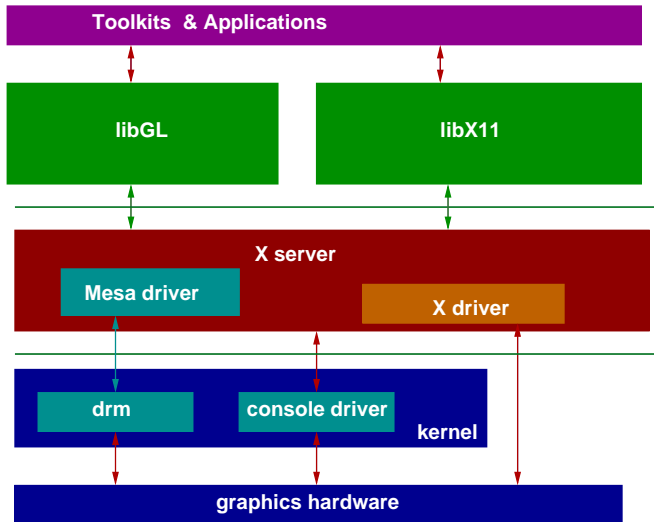 Toolkits & Applications
libGL
libX11
X server
Mesa driver
X driver
drm
console driver
kernel
graphics hardware